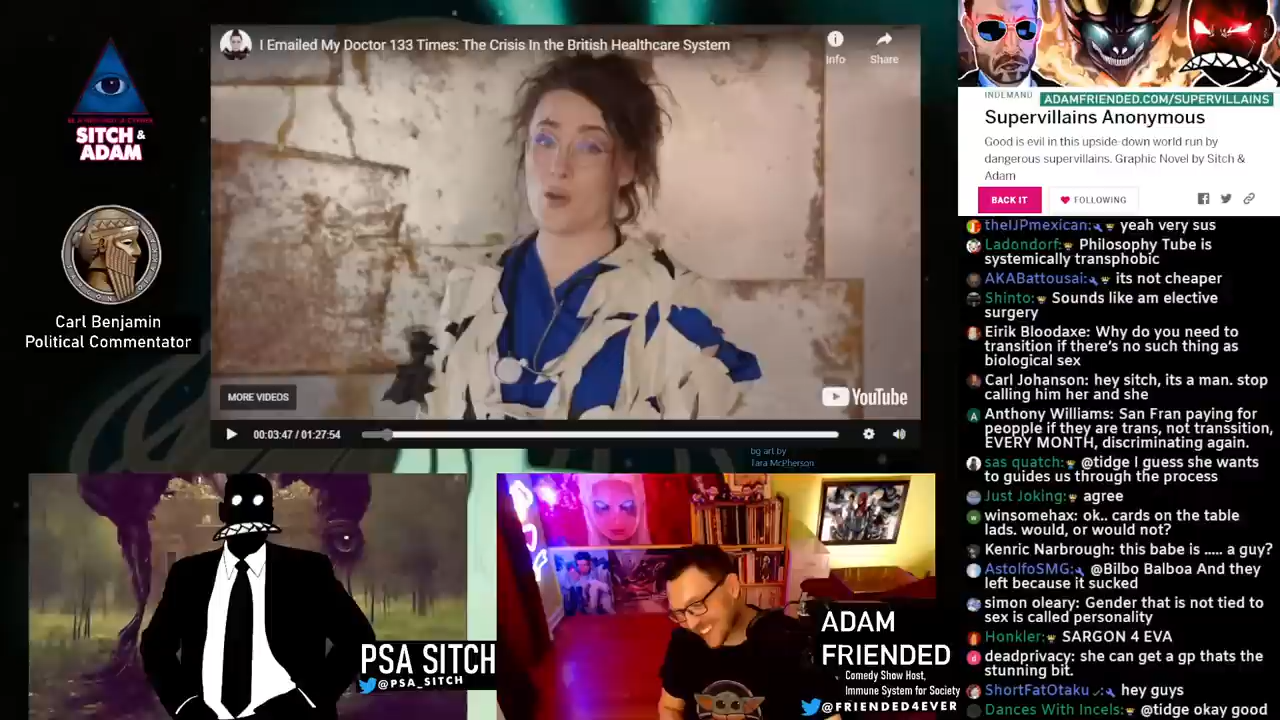 I Emailed My Doctor 133 Times: The Crisis In the British Healthcare System
Info
Share
SITCH &
ADAM
Carl Benjamin
Political Commentator
MORE VIDEOS
YouTube
00:03:47 / 01:27:54
bg art by
Tara McPherson
PSA SITCH
@PSA_SITCH
ADAM
FRIENDED
Comedy Show Host,
Immune System for Society
@FRIENDED4EVER
INDEMAND
ADAMFRIENDED.COM/SUPERVILLAINS
Supervillains Anonymous
Good is evil in this upside-down world run by
dangerous supervillains. Graphic Novel by Sitch &
Adam
BACK IT
FOLLOWING
theIJPmexican: yeah very sus
Ladondorf: Philosophy Tube is
systemically transphobic
AKABattousai: its not cheaper
Shinto: Sounds like am elective
surgery
Eirik Bloodaxe: Why do you need to
transition if there's no such thing as
biological sex
Carl Johanson: hey sitch, its a man. stop
calling him her and she
Anthony Williams: San Fran paying for
peopple if they are trans, not transsition,
EVERY MONTH, discriminating again.
sas quatch: @tidge I guess she wants
to guides us through the process
Just Joking: agree
winsomehax: ok.. cards on the table
lads. would, or would not?
Kenric Narbrough: this babe is ..... a guy?
AstolfoSMG: @Bilbo Balboa And they
left because it sucked
simon oleary: Gender that is not tied to
sex is called personality
Honkler: SARGON 4 EVA
deadprivacy: she can get a gp thats the
stunning bit.
ShortFatOtaku: hey guys
Dances With Incels: @tidge okay good